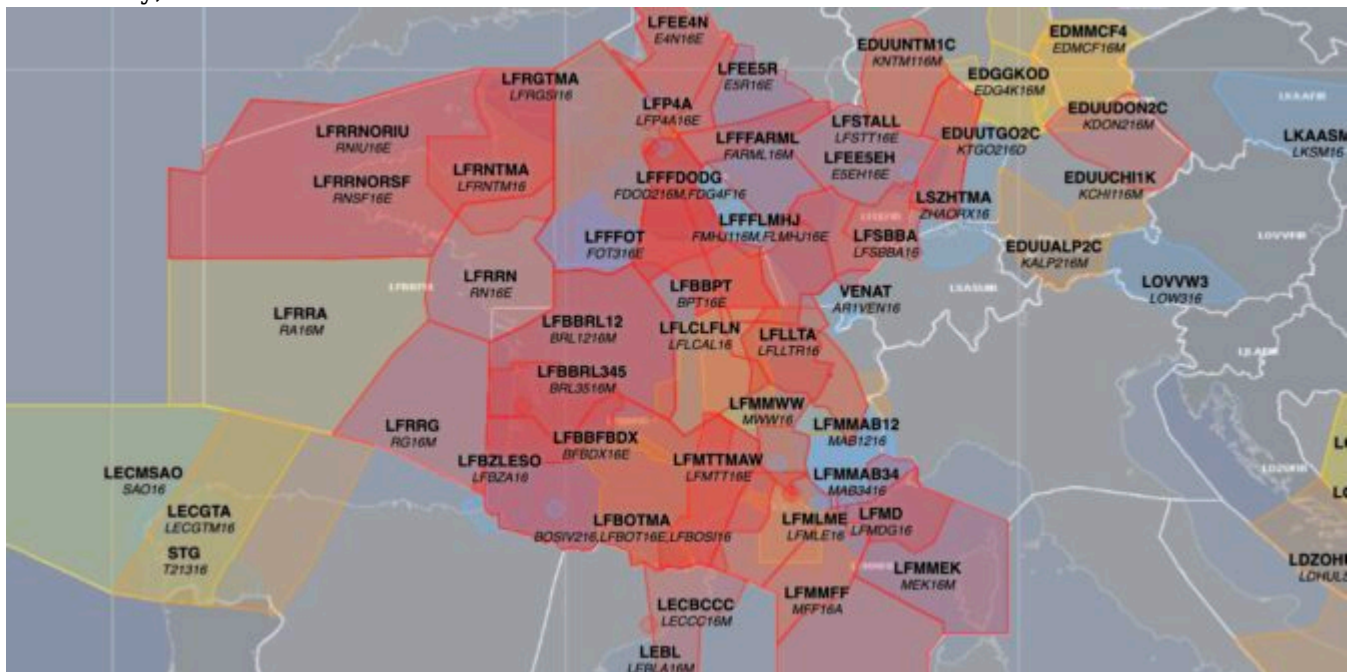 LFEE4N
E4N16E
EDMMCF4
EDMCF16M
EDUUNTM1C
KNTM116M
LFRGTMA
LFRGSI16
LFEE5R
E5R16E
EDGGKOD
EDG4K16M
LFP4A
LFP4A16E
EDUUDON2C
KDON216M
LFRRNORIU
RNIU16E
LFFFARML
FARML16M
LFSTALL
LFSTT16E
EDUUTGO2C
KTGO216D
LKAASM
LKSM16
LFRNTMA
LFRNTM16
LFEE5EH
E5EH16E
LFRRNORSF
RNSF16E
LFFFDODG
FDOD216M,FDG4F16
EDUUCHI1K
KCHI116M
LSZHTMA
ZHAORX16
LFFFOT
FOT316E
LFFFLMHJ
FMHJ116M,FLMHJ16E
LFSBBA
LFSBBA16
EDUUALP2C
KALP216M
LFRRN
RN16E
LFBBPT
BPT16E
VENAT
AR1VEN16
LOVVW3
LOW316
LFRRA
RA16M
LFBBRL12
BRL1216M
LFLCLFLN
LFLCAL16
LFLLTA
LFLLTR16
LFBBRL345
BRL3516M
LFMMWW
MWW16
LFRRG
RG16M
LFMMAB12
MAB1216
LFBBFBDX
BFBDX16E
LFBZLESO
LFBZA16
LFMTTMAW
LFMTT16E
LFMMAB34
MAB3416
LECMSAO
SAO16
LECGTA
LECGTM16
LFBOTMA
BOSIV216,LFBOT16E,LFBOSI16
LFMLME
LFMLE16
LFMD
LFMDG16
STG
T21316
LFMMEK
MEK16M
LDZOHU
LDHUL
LFMMFF
MFF16A
LECBCCC
LECCC16M
LEBL
LEBLA16M